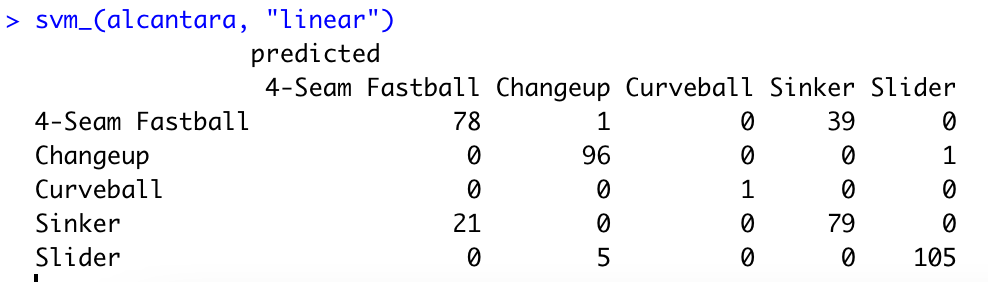 > svm_(alcantara, "linear")
predicted
4-Seam Fastball Changeup Curveball Sinker Slider
4-Seam Fastball 78 1 0 39 0
Changeup 0 96 0 0 1
Curveball 0 0 1 0 0
Sinker 21 0 0 79 0
Slider 0 5 0 0 105